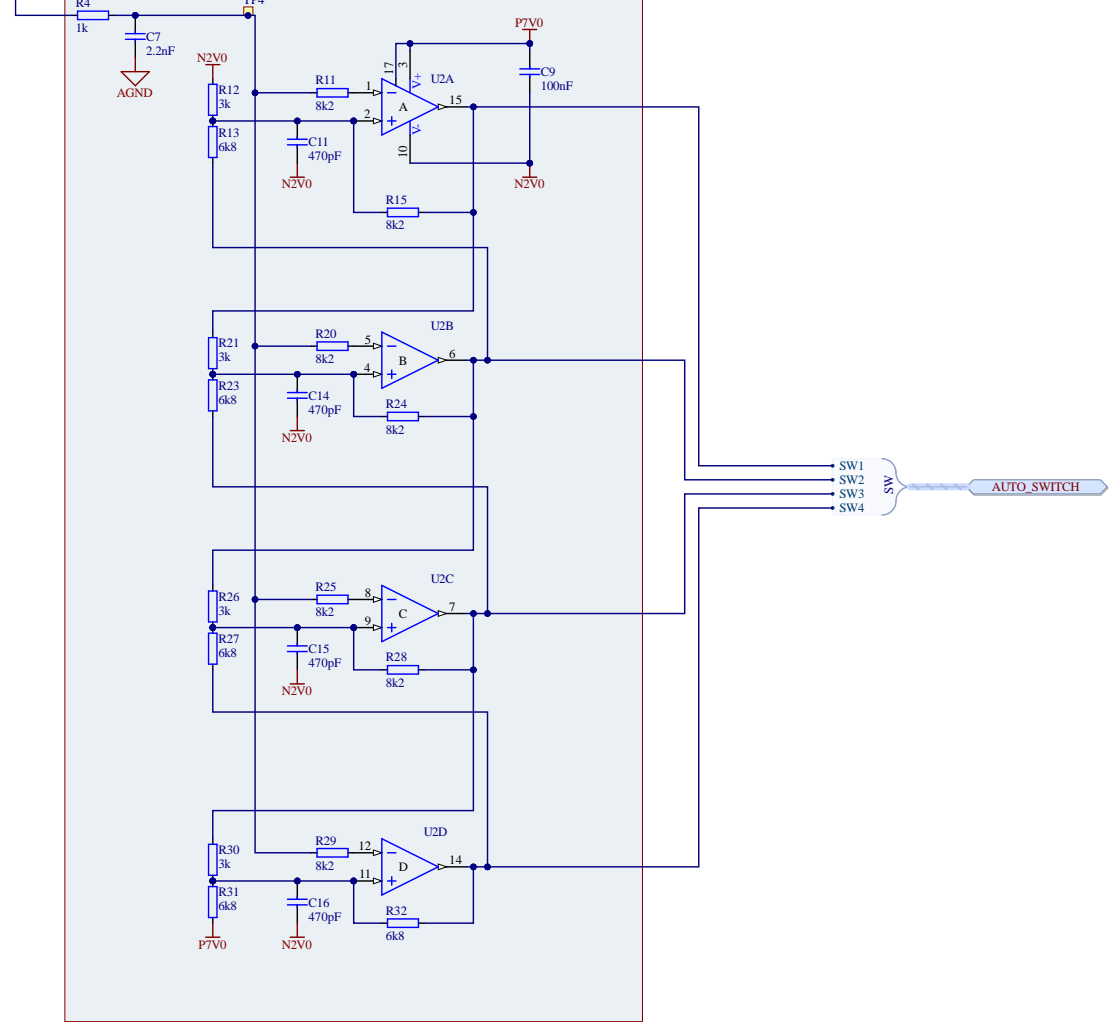 R4
1k
TP4
C7
2.2nF
AGND
N2V0
R12
3k
R13
6k8
R11
8k2
C11
470pF
N2V0
1
2
17
3
V+
A
V-
10
U2A
15
P7V0
C9
100nF
N2V0
R15
8k2
R21
3k
R23
6k8
R20
8k2
C14
470pF
N2V0
5
4
B
U2B
6
R24
8k2
R26
3k
R27
6k8
R25
8k2
C15
470pF
N2V0
8
9
C
U2C
7
R28
8k2
R30
3k
R31
6k8
P7V0
R29
8k2
C16
470pF
N2V0
12
11
D
U2D
14
R32
6k8
SW1
SW2
SW3
SW4
SW
AUTO_SWITCH